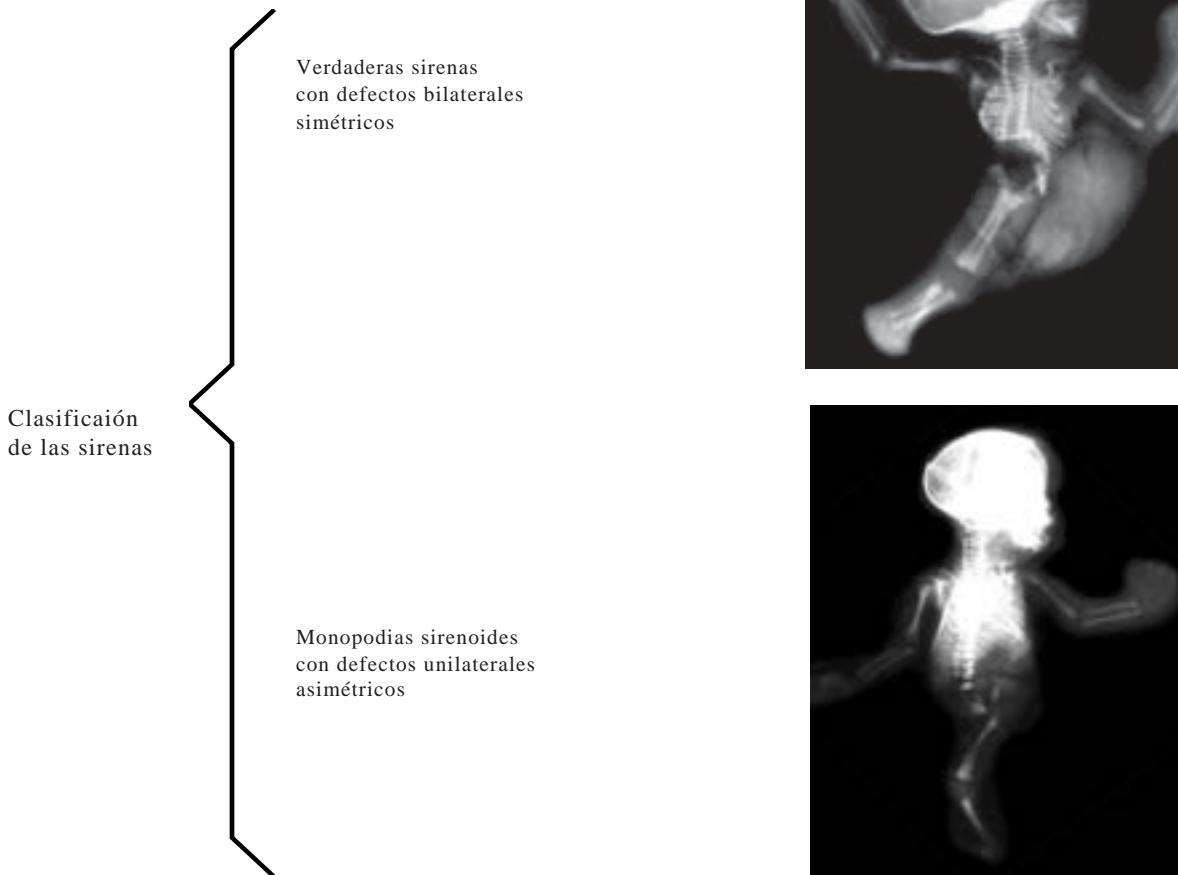 Verdaderas sirenas
con defectos bilaterales
simétricos
Clasificaión
de las sirenas
Monopodias sirenoides
con defectos unilaterales
asimétricos